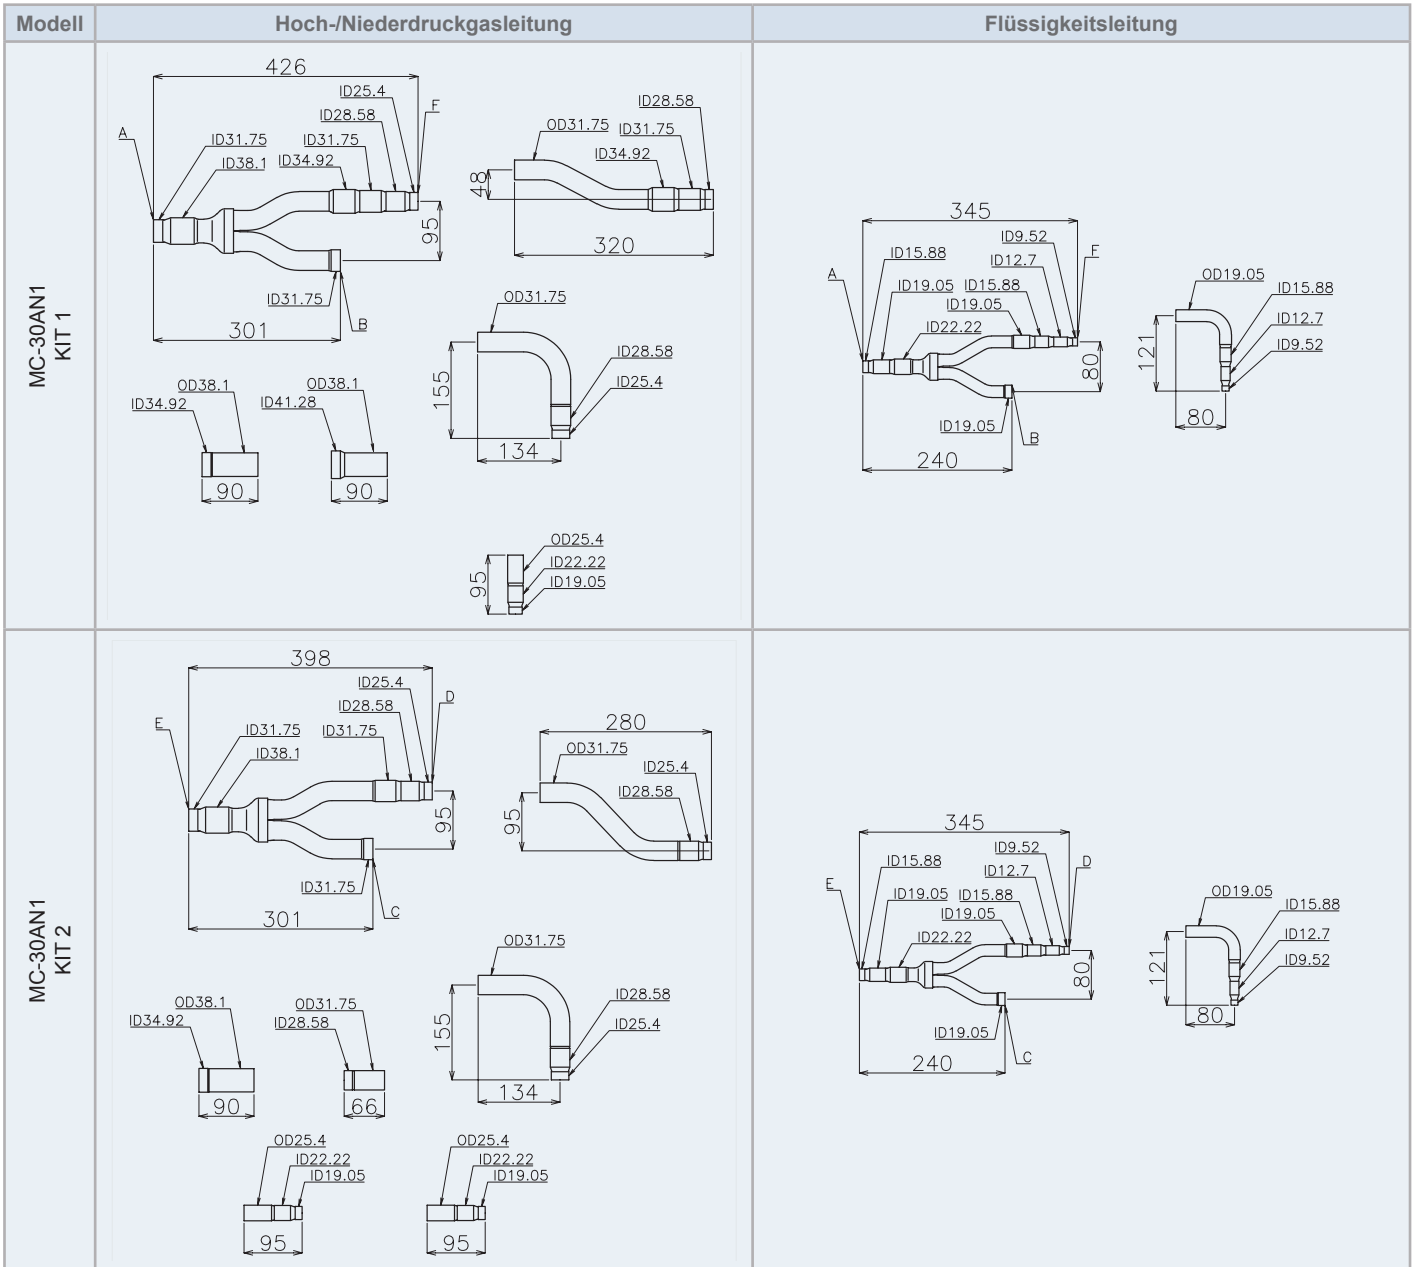 Modell
Hoch-/Niederdruckgasleitung
Flüssigkeitsleitung
MC-30AN1
KIT 1
426
ID25.4
F
ID28.58
A
ID31.75
ID31.75
ID38.1
ID34.92
95
ID31.75
B
301
ID28.58
OD31.75
ID31.75
ID34.92
48
320
OD31.75
ID28.58
ID25.4
155
134
OD38.1
ID34.92
90
OD38.1
ID41.28
90
OD25.4
ID22.22
ID19.05
95
345
ID9.52
F
ID15.88
ID12.7
A
ID19.05
ID15.88
ID19.05
ID22.22
80
ID19.05
B
240
OD19.05
ID15.88
ID12.7
ID9.52
121
80
MC-30AN1
KIT 2
398
ID25.4
D
ID28.58
E
ID31.75
ID31.75
ID38.1
95
ID31.75
C
301
280
OD31.75
ID25.4
ID28.58
95
OD31.75
ID28.58
ID25.4
155
134
OD38.1
ID34.92
90
OD31.75
ID28.58
66
OD25.4
ID22.22
ID19.05
95
OD25.4
ID22.22
ID19.05
95
345
ID9.52
D
ID15.88
ID12.7
E
ID19.05
ID15.88
ID19.05
ID22.22
80
ID19.05
C
240
OD19.05
ID15.88
ID12.7
ID9.52
121
80